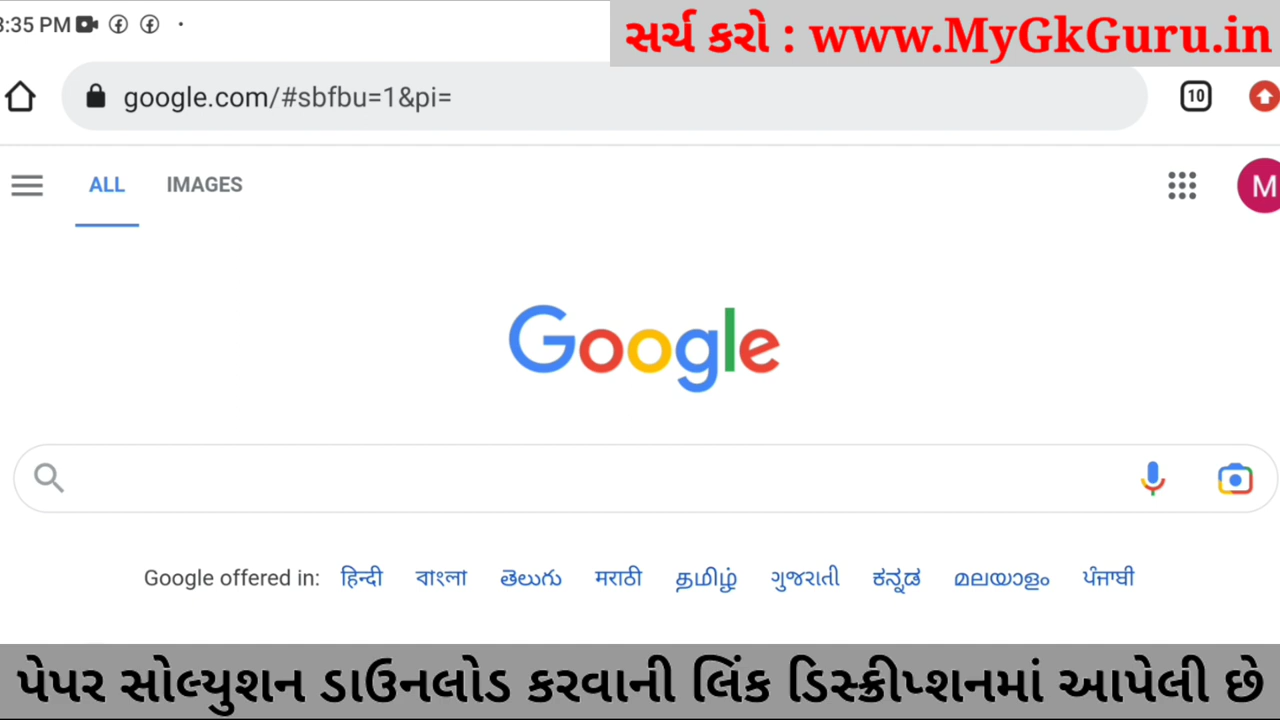 3:35 PM
સર્ચ કરો : www.MyGkGuru.in
google.com/#sbfbu=1&pi=
10
ALL IMAGES
M
Google
Google offered in: हिन्दी বাংলা తెలుగు मराठी தமிழ் ગુજરાતી ಕನ್ನಡ മലയാളം ਪੰਜਾਬੀ
પેપર સોલ્યુશન ડાઉનલોડ કરવાની લિંક ડિસ્ક્રીપ્શનમાં આપેલી છે